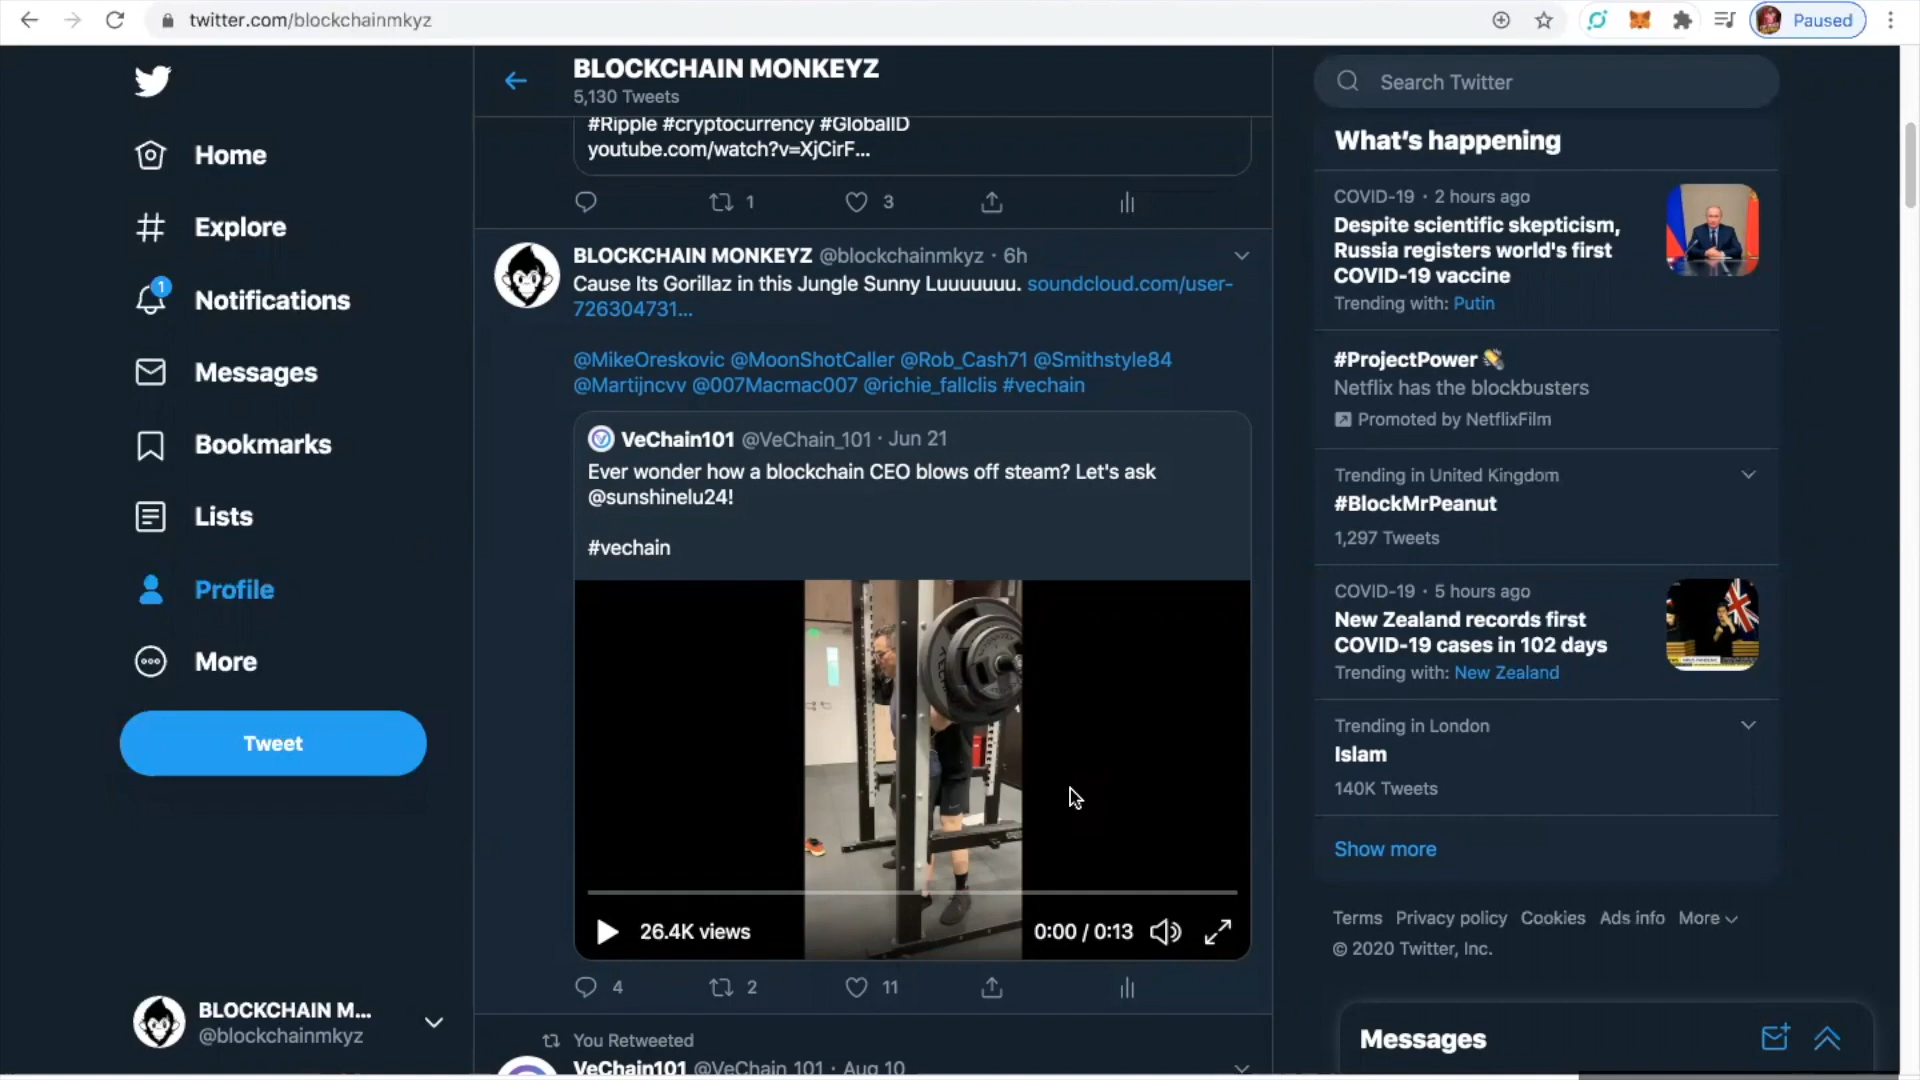 twitter.com/blockchainmkyz
Paused
Home
Explore
1
Notifications
Messages
Bookmarks
Lists
Profile
More
Tweet
BLOCKCHAIN M...
@blockchainmkyz
BLOCKCHAIN MONKEYZ
5,130 Tweets
#Ripple #cryptocurrency #GlobalID
youtube.com/watch?v=XjCirF...
1
3
BLOCKCHAIN MONKEYZ @blockchainmkyz · 6h
Cause Its Gorillaz in this Jungle Sunny Luuuuuuu. soundcloud.com/user-
726304731...
@MikeOreskovic @MoonShotCaller @Rob_Cash71 @Smithstyle84
@Martijncvv @007Macmac007 @richie_fallclis #vechain
VeChain101 @VeChain_101 · Jun 21
Ever wonder how a blockchain CEO blows off steam? Let's ask
@sunshinelu24!
#vechain
26.4K views
0:00 / 0:13
4
2
11
You Retweeted
VeChain101 @VeChain_101 · Aug 10
Search Twitter
What's happening
COVID-19 · 2 hours ago
Despite scientific skepticism,
Russia registers world's first
COVID-19 vaccine
Trending with: Putin
#ProjectPower
Netflix has the blockbusters
Promoted by NetflixFilm
Trending in United Kingdom
#BlockMrPeanut
1,297 Tweets
COVID-19 · 5 hours ago
New Zealand records first
COVID-19 cases in 102 days
Trending with: New Zealand
Trending in London
Islam
140K Tweets
Show more
Terms Privacy policy Cookies Ads info More
© 2020 Twitter, Inc.
Messages